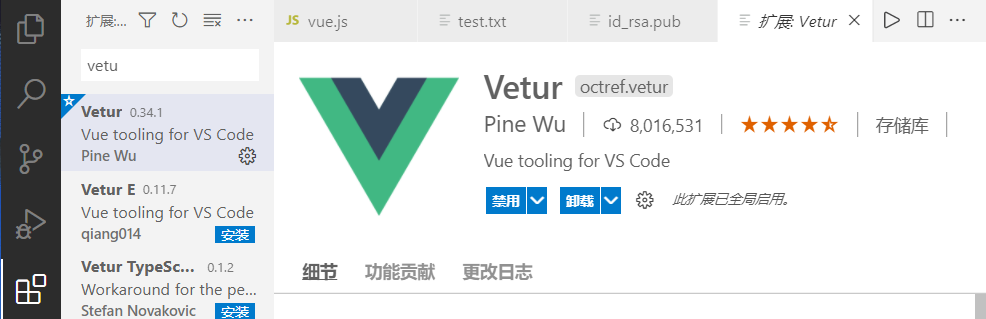 扩展:...
vue.js
test.txt
id_rsa.pub
扩展: Vetur
vetu
Vetur 0.34.1
Vue tooling for VS Code
Pine Wu
Vetur E 0.11.7
Vue tooling for VS Code
qiang014
安装
Vetur TypeSc... 0.1.2
Workaround for the pe...
Stefan Novakovic
安装
Vetur octref.vetur
Pine Wu 8,016,531 存储库
Vue tooling for VS Code
禁用 卸载 此扩展已全局启用。
细节 功能贡献 更改日志